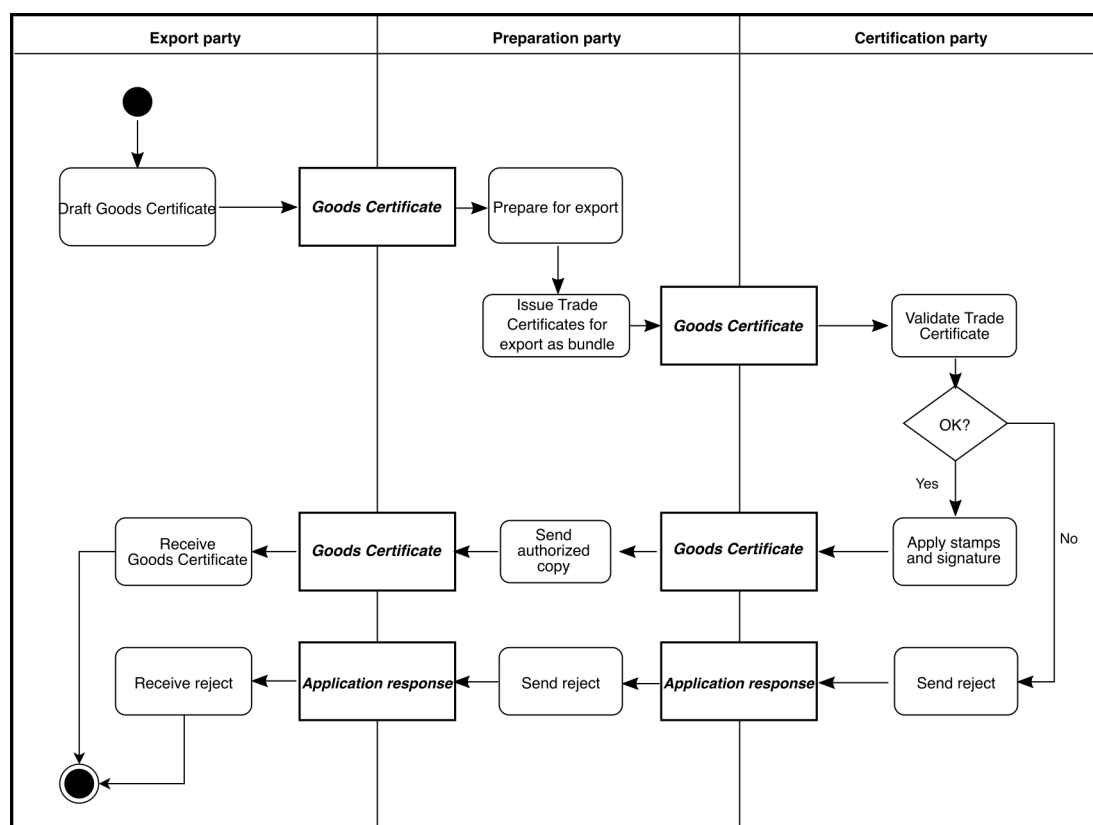 Export party
Preparation party
Certification party
Draft Goods Certificate
Goods Certificate
Prepare for export
Issue Trade
Certificates for
export as bundle
Goods Certificate
Validate Trade
Certificate
OK?
Yes
No
Receive
Goods Certificate
Goods Certificate
Send
authorized
copy
Goods Certificate
Apply stamps
and signature
Receive reject
Application response
Send reject
Application response
Send reject